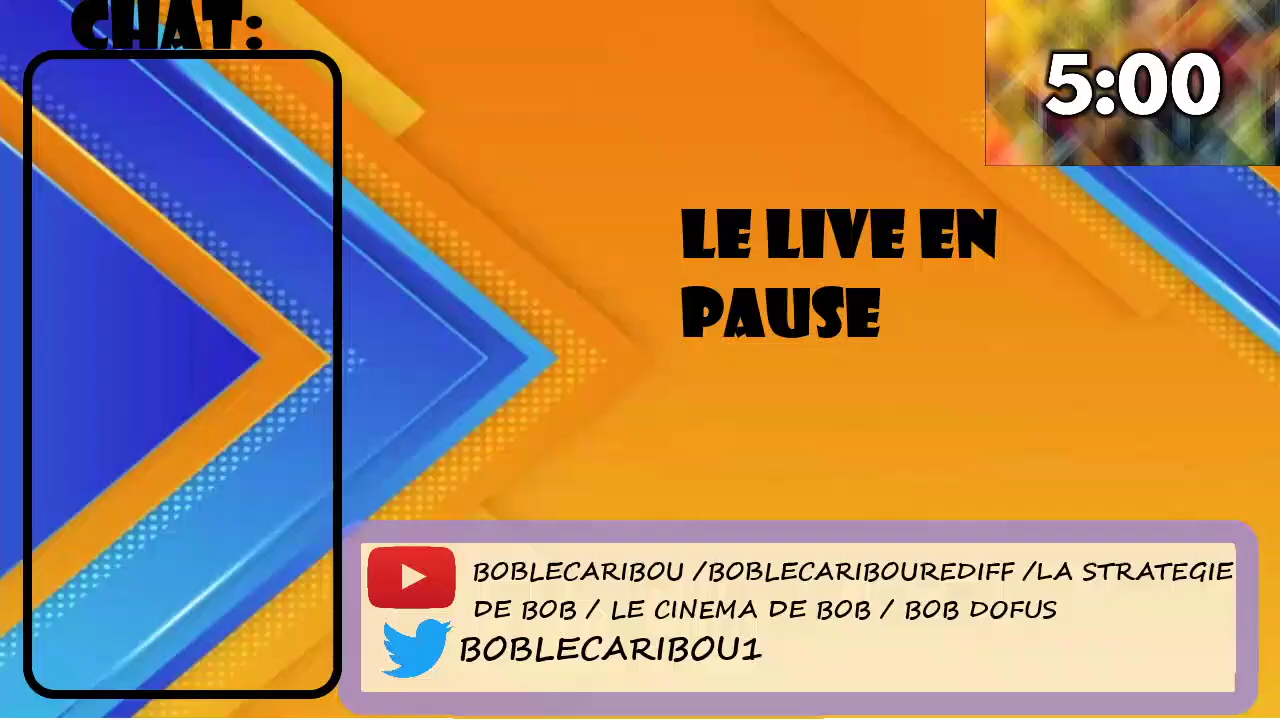 CHAT:
5:00
LE LIVE EN
PAUSE
BOBLECARIBOU /BOBLECARIBOUREDIFF /LA STRATEGIE
DE BOB / LE CINEMA DE BOB / BOB DOFUS
BOBLECARIBOU1